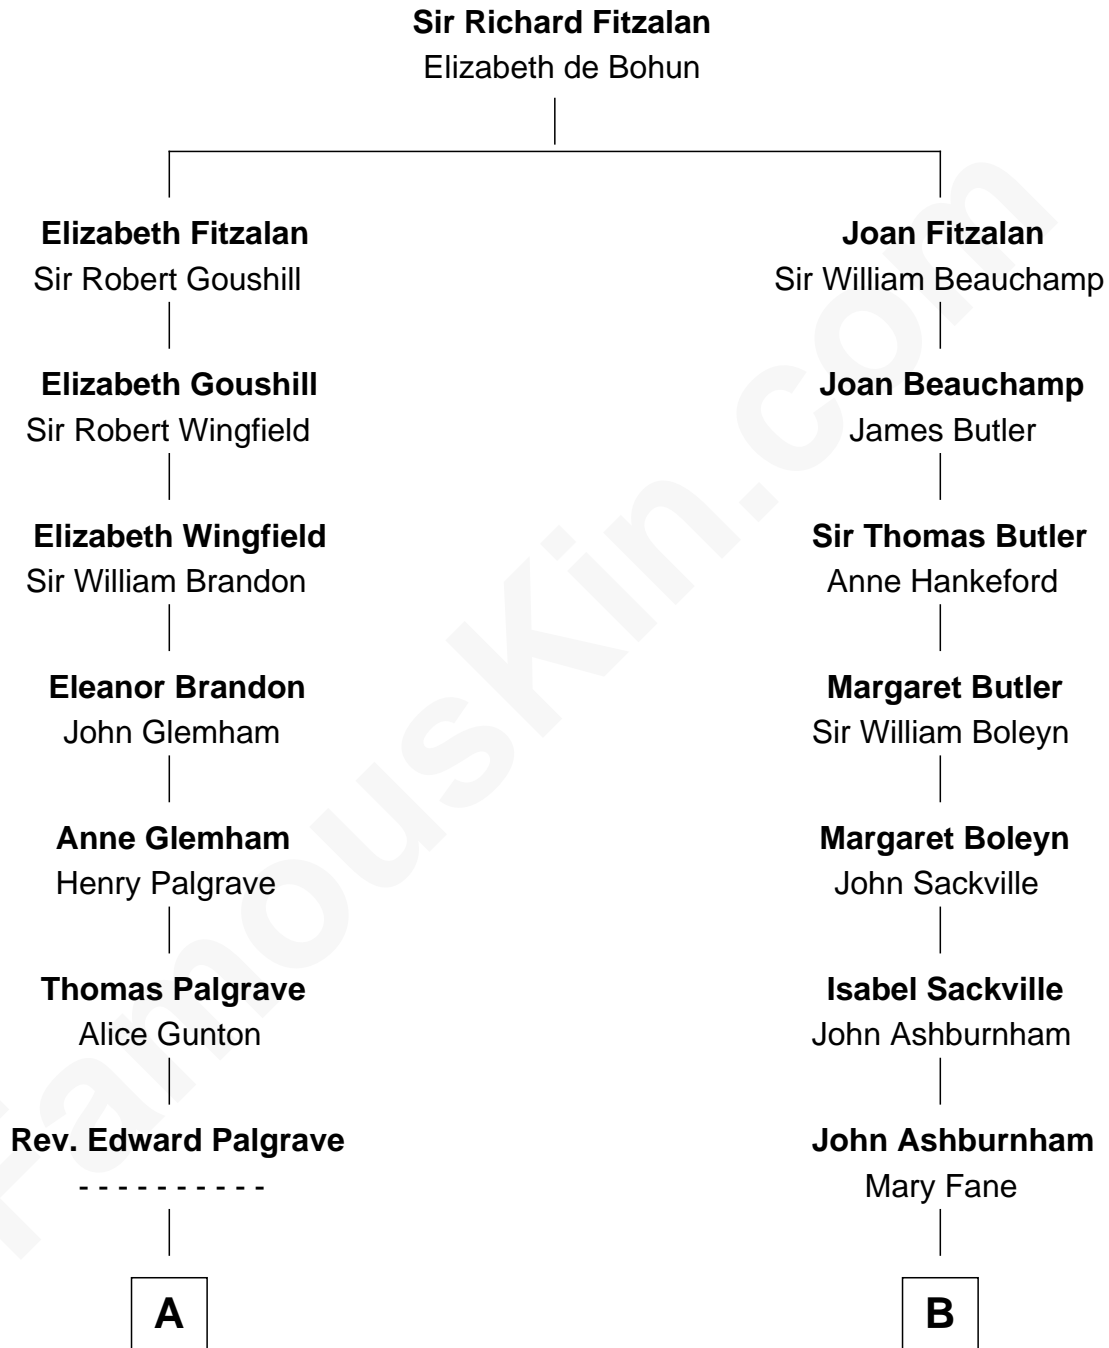 Sir Richard Fitzalan
Elizabeth de Bohun
Elizabeth Fitzalan
Sir Robert Goushill
Elizabeth Goushill
Sir Robert Wingfield
Elizabeth Wingfield
Sir William Brandon
Eleanor Brandon
John Glemham
Anne Glemham
Henry Palgrave
Thomas Palgrave
Alice Gunton
Rev. Edward Palgrave
- - - - - - - - - -
A
Joan Fitzalan
Sir William Beauchamp
Joan Beauchamp
James Butler
Sir Thomas Butler
Anne Hankeford
Margaret Butler
Sir William Boleyn
Margaret Boleyn
John Sackville
Isabel Sackville
John Ashburnham
John Ashburnham
Mary Fane
B
FamousKin.com